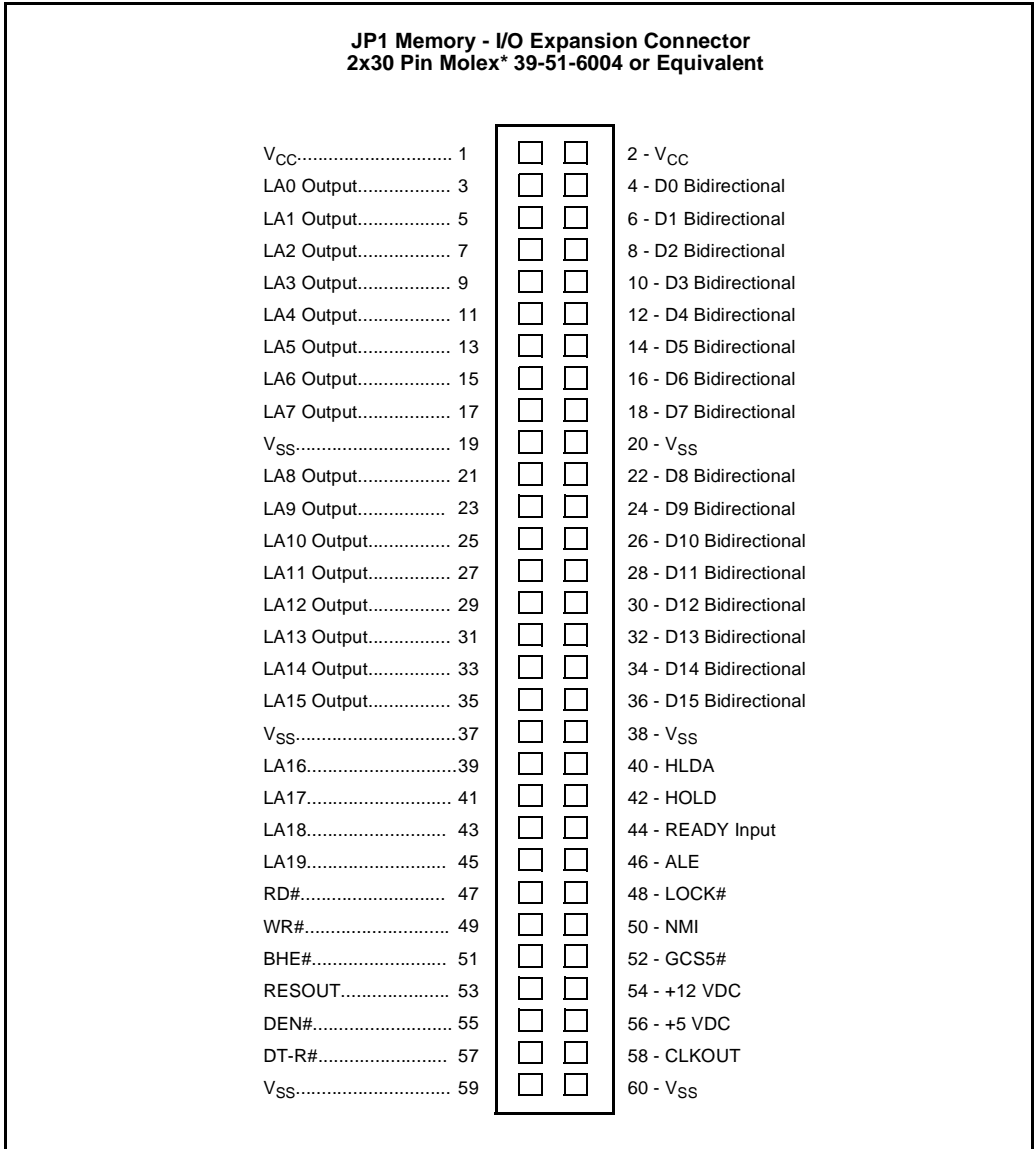 JP1 Memory - I/O Expansion Connector
2x30 Pin Molex* 39-51-6004 or Equivalent
VCC.............................. 1 2 - VCC
LA0 Output.................. 3 4 - D0 Bidirectional
LA1 Output.................. 5 6 - D1 Bidirectional
LA2 Output.................. 7 8 - D2 Bidirectional
LA3 Output.................. 9 10 - D3 Bidirectional
LA4 Output.................. 11 12 - D4 Bidirectional
LA5 Output.................. 13 14 - D5 Bidirectional
LA6 Output.................. 15 16 - D6 Bidirectional
LA7 Output.................. 17 18 - D7 Bidirectional
VSS.............................. 19 20 - VSS
LA8 Output.................. 21 22 - D8 Bidirectional
LA9 Output................. 23 24 - D9 Bidirectional
LA10 Output................ 25 26 - D10 Bidirectional
LA11 Output................ 27 28 - D11 Bidirectional
LA12 Output................ 29 30 - D12 Bidirectional
LA13 Output................ 31 32 - D13 Bidirectional
LA14 Output................ 33 34 - D14 Bidirectional
LA15 Output................ 35 36 - D15 Bidirectional
VSS...............................37 38 - VSS
LA16.............................39 40 - HLDA
LA17............................ 41 42 - HOLD
LA18........................... 43 44 - READY Input
LA19........................... 45 46 - ALE
RD#............................ 47 48 - LOCK#
WR#............................ 49 50 - NMI
BHE#.......................... 51 52 - GCS5#
RESOUT..................... 53 54 - +12 VDC
DEN#........................... 55 56 - +5 VDC
DT-R#......................... 57 58 - CLKOUT
VSS.............................. 59 60 - VSS